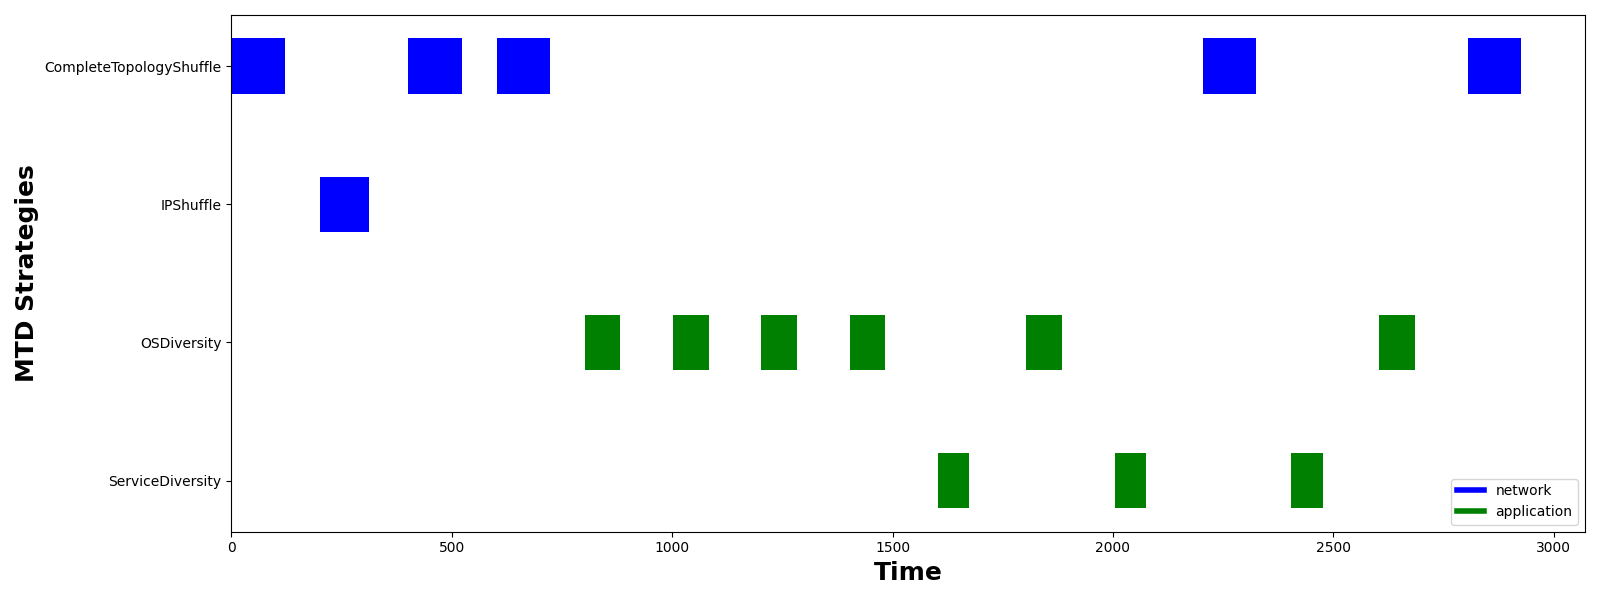 MTD Strategies
CompleteTopologyShuffle
IPShuffle
OSDiversity
ServiceDiversity
network
application
0 500 1000 1500 2000 2500 3000
Time